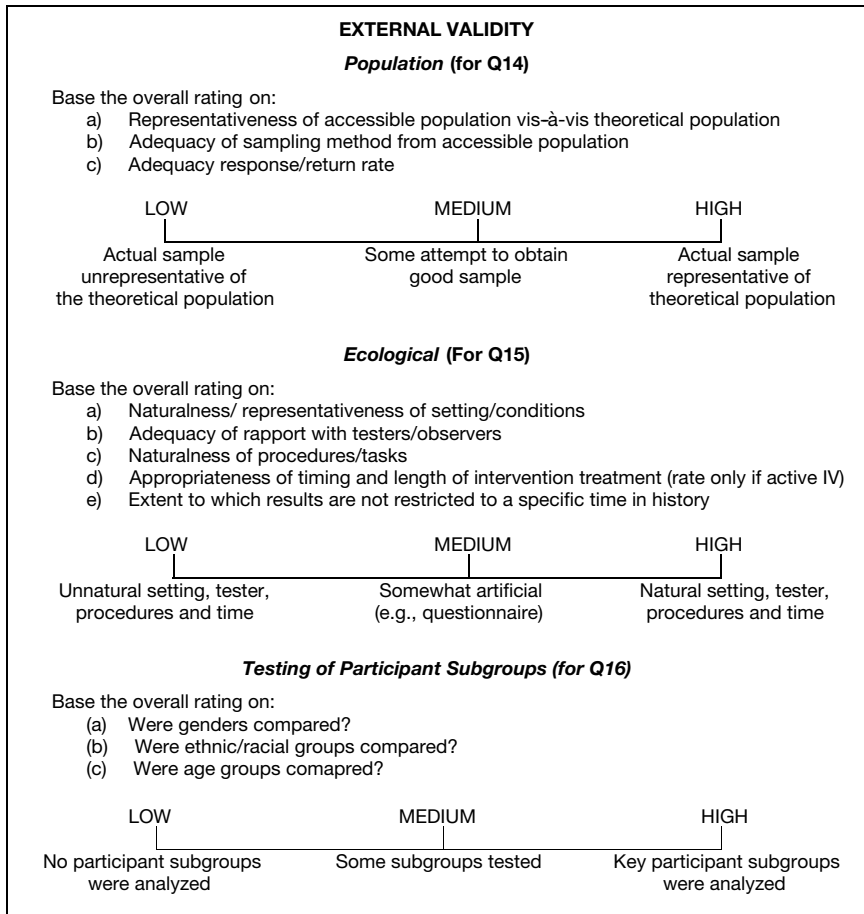 EXTERNAL VALIDITY
Population (for Q14)
Base the overall rating on:
a) Representativeness of accessible population vis-à-vis theoretical population
b) Adequacy of sampling method from accessible population
c) Adequacy response/return rate
LOW MEDIUM HIGH
Actual sample Some attempt to obtain Actual sample
unrepresentative of good sample representative of
the theoretical population theoretical population
Ecological (For Q15)
Base the overall rating on:
a) Naturalness/ representativeness of setting/conditions
b) Adequacy of rapport with testers/observers
c) Naturalness of procedures/tasks
d) Appropriateness of timing and length of intervention treatment (rate only if active IV)
e) Extent to which results are not restricted to a specific time in history
LOW MEDIUM HIGH
Unnatural setting, tester, Somewhat artificial Natural setting, tester,
procedures and time (e.g., questionnaire) procedures and time
Testing of Participant Subgroups (for Q16)
Base the overall rating on:
(a) Were genders compared?
(b) Were ethnic/racial groups compared?
(c) Were age groups comapred?
LOW MEDIUM HIGH
No participant subgroups Some subgroups tested Key participant subgroups
were analyzed were analyzed